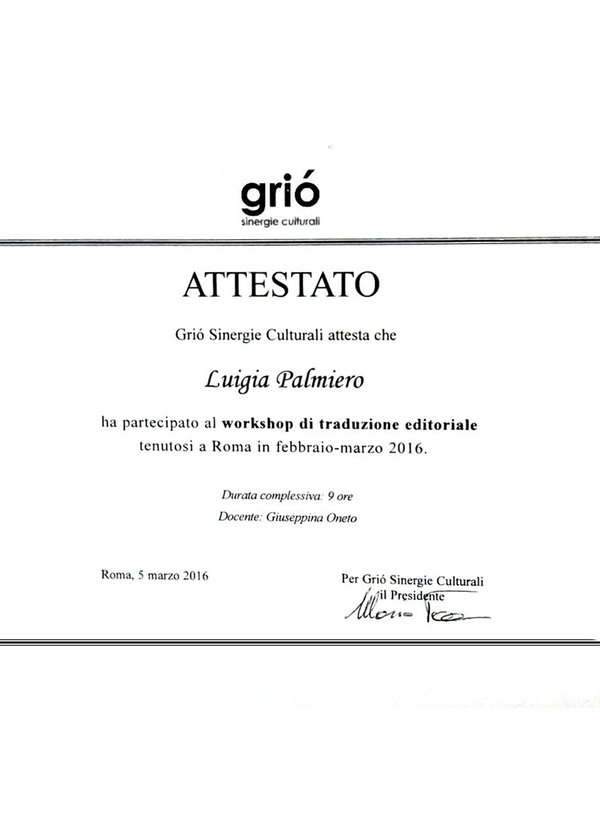 grió
sinergie culturali
ATTESTATO
Grió Sinergie Culturali attesta che
Luigia Palmiero
ha partecipato al workshop di traduzione editoriale
tenutosi a Roma in febbraio-marzo 2016.
Durata complessiva: 9 ore
Docente: Giuseppina Oneto
Roma, 5 marzo 2016
Per Grió Sinergie Culturali
il Presidente